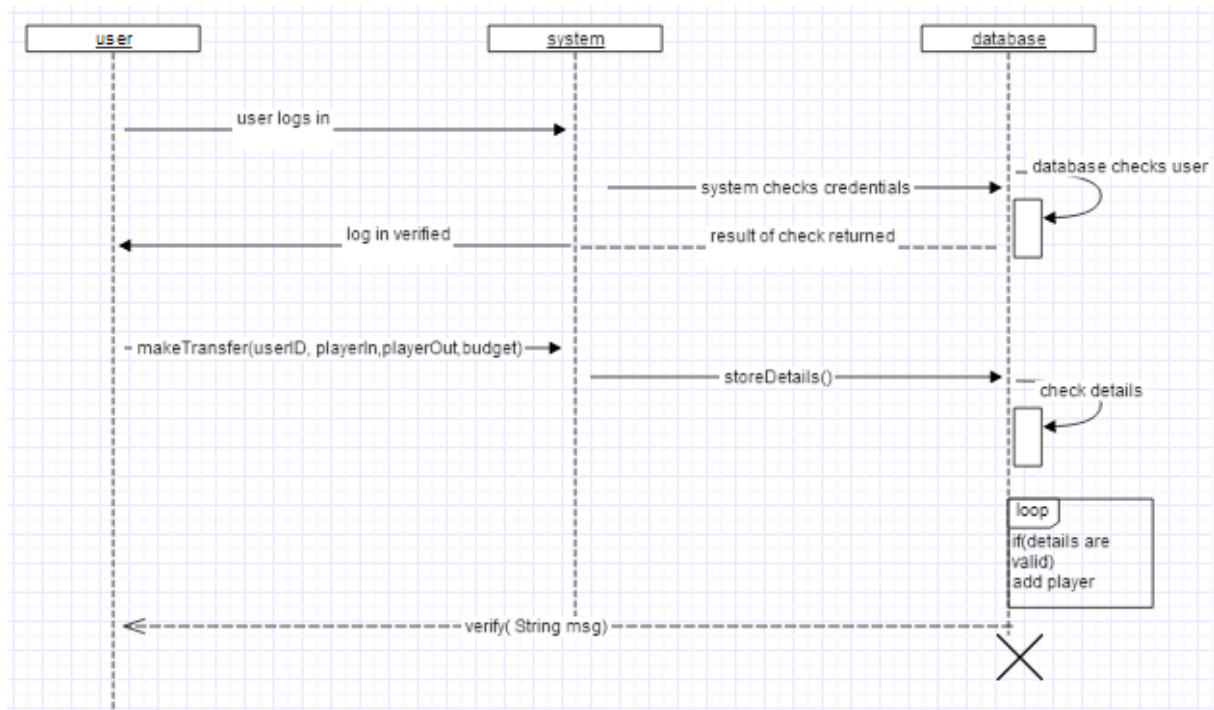 user
system
database
user logs in
database checks user
system checks credentials
log in verified
result of check returned
makeTransfer(userID, playerIn,playerOut,budget)
storeDetails()
check details
loop
if(details are
valid)
add player
verify( String msg)